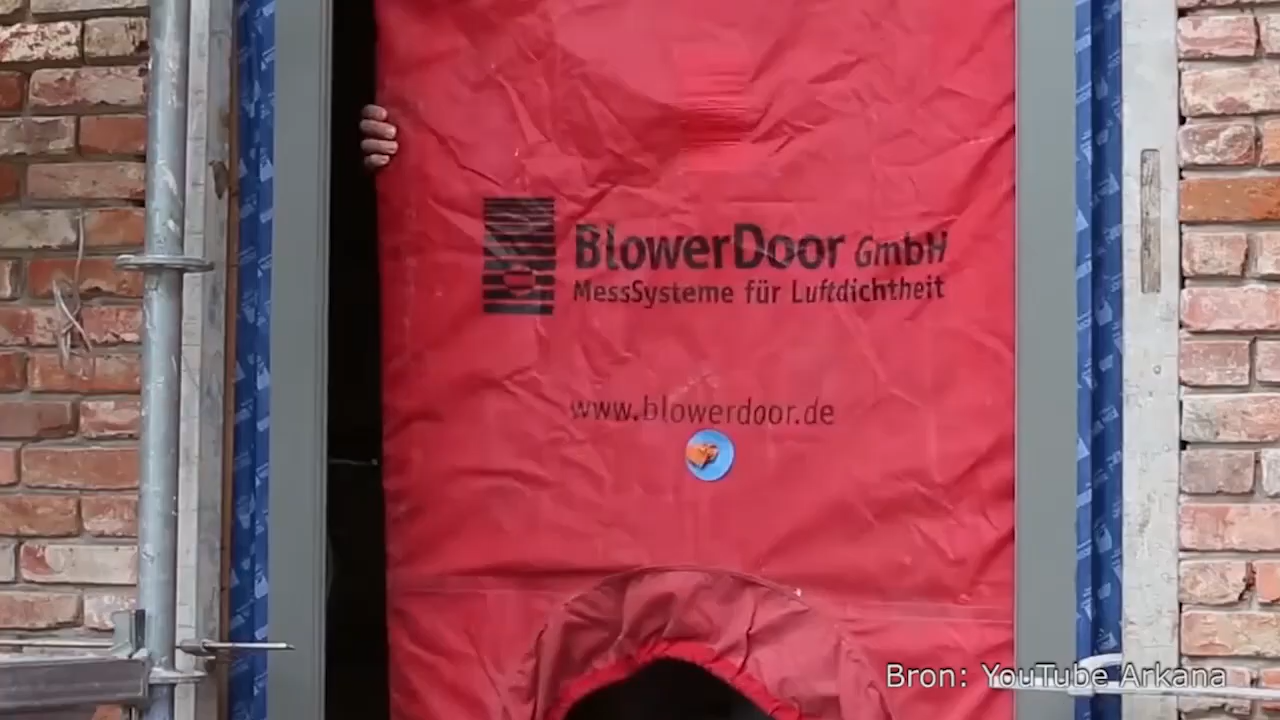 BlowerDoor GmbH
MessSysteme für Luftdichtheit
www.blowerdoor.de
Bron: YouTube Arkana